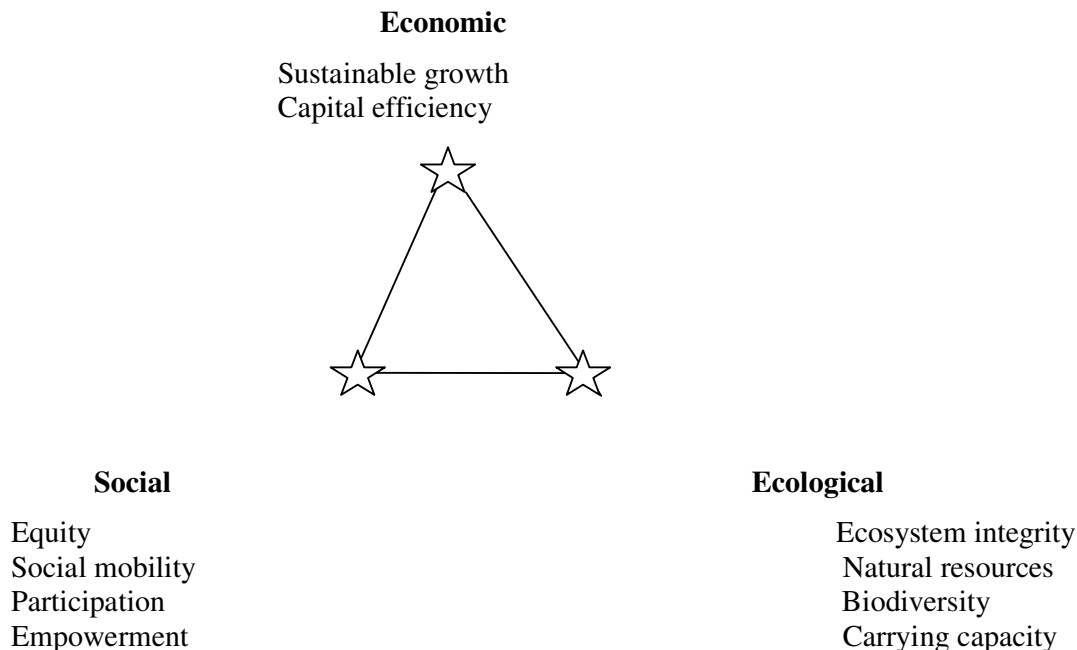 Economic
Sustainable growth
Capital efficiency
Social
Equity
Social mobility
Participation
Empowerment
Ecological
Ecosystem integrity
Natural resources
Biodiversity
Carrying capacity